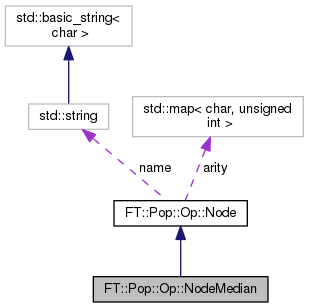 std::basic_string<
char >
std::string
std::map< char, unsigned
int >
name
arity
FT::Pop::Op::Node
FT::Pop::Op::NodeMedian